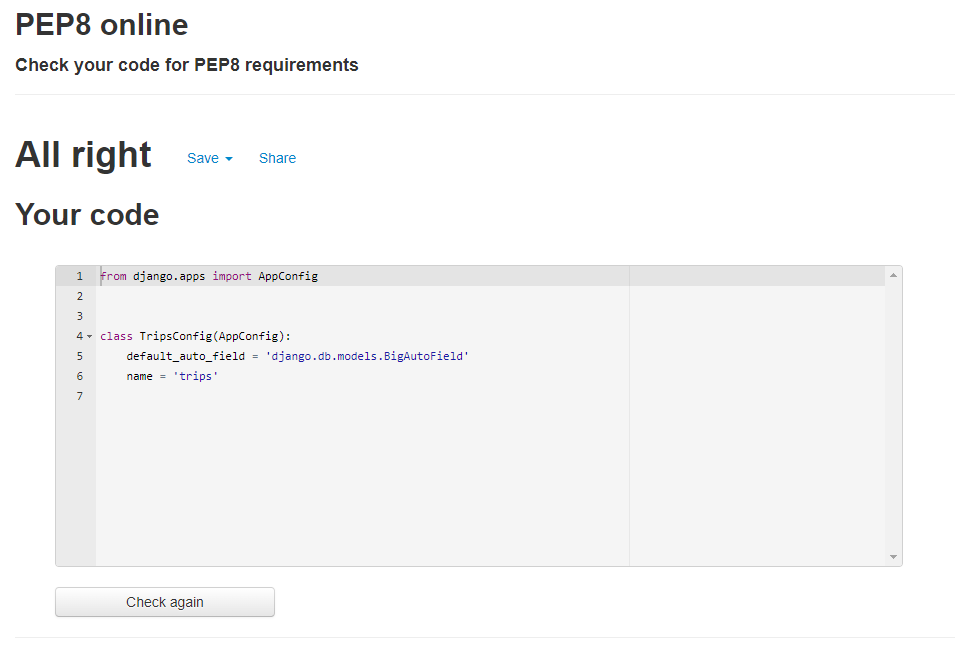 PEP8 online
Check your code for PEP8 requirements
All right Save Share
Your code
1 from django.apps import AppConfig
2
3
4 class TripsConfig(AppConfig):
5 default_auto_field = 'django.db.models.BigAutoField'
6 name = 'trips'
7
Check again